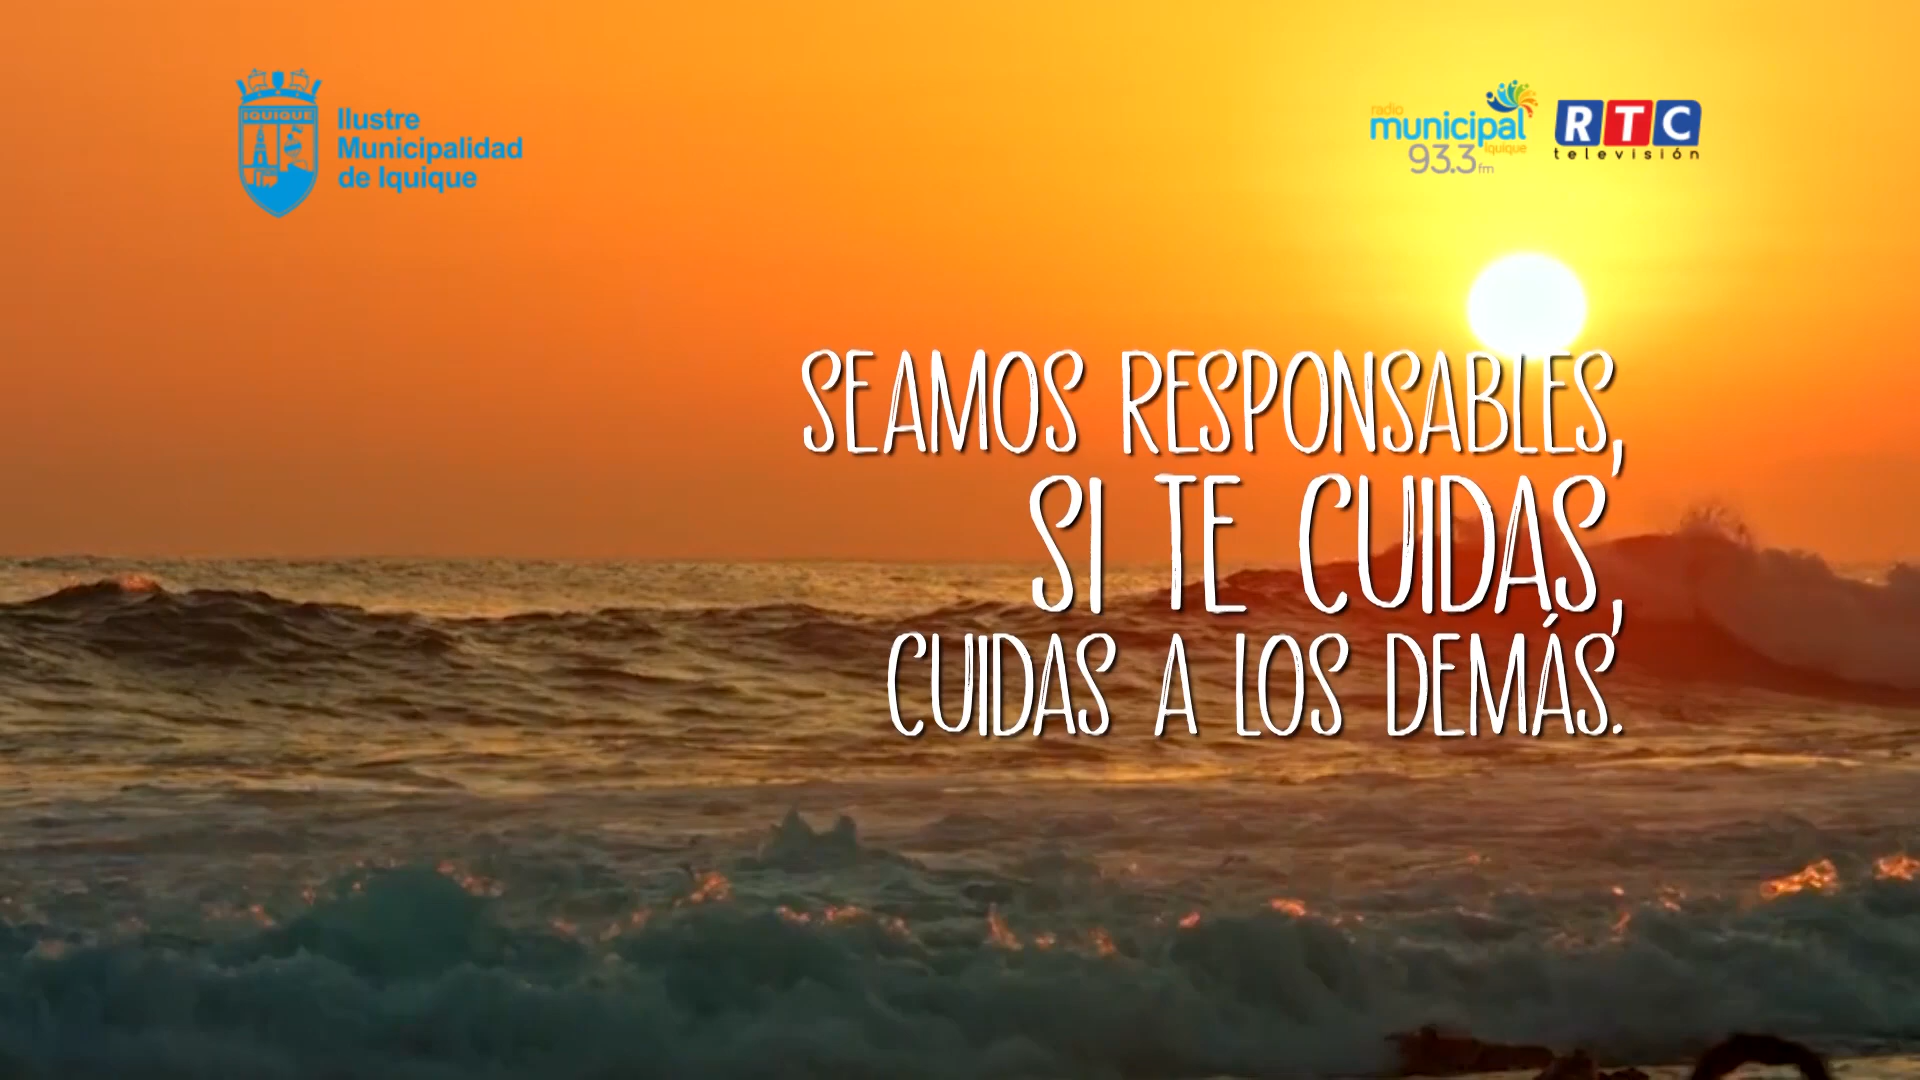 IQUIQUE
Ilustre
Municipalidad
de Iquique
radio
municipal
iquique
93.3 fm
RTC
televisión
SEAMOS RESPONSABLES,
SI TE CUIDAS,
CUIDAS A LOS DEMÁS.